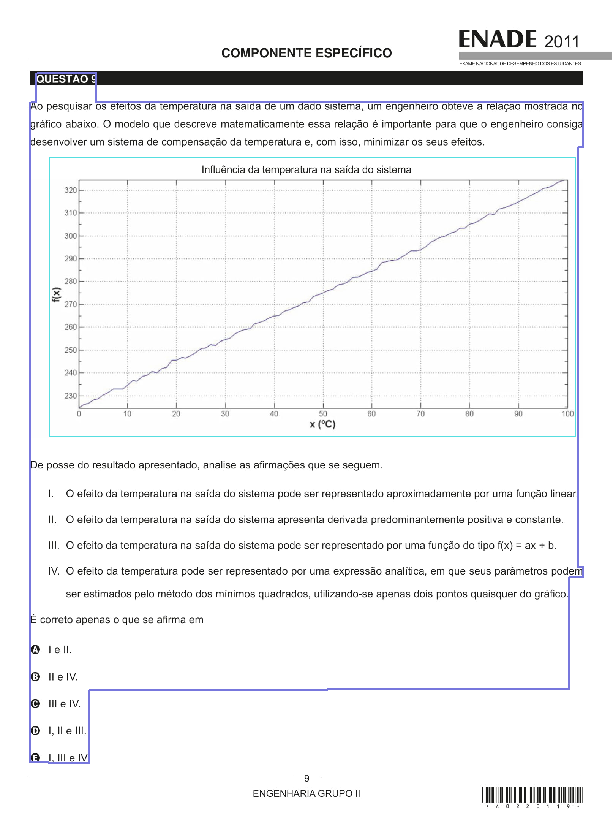 ENADE 2011
EXAME NACIONAL DE DESEMPENHO DOS ESTUDANTES
COMPONENTE ESPECÍFICO
QUESTÃO 9
Ao pesquisar os efeitos da temperatura na saída de um dado sistema, um engenheiro obteve a relação mostrada no
gráfico abaixo. O modelo que descreve matematicamente essa relação é importante para que o engenheiro consiga
desenvolver um sistema de compensação da temperatura e, com isso, minimizar os seus efeitos.
Influência da temperatura na saída do sistema
320
310
300
290
280
270
260
250
240
230
f(x)
0 10 20 30 40 50 60 70 80 90 100
x (ºC)
De posse do resultado apresentado, analise as afirmações que se seguem.
I. O efeito da temperatura na saída do sistema pode ser representado aproximadamente por uma função linear
II. O efeito da temperatura na saída do sistema apresenta derivada predominantemente positiva e constante.
III. O efeito da temperatura na saída do sistema pode ser representado por uma função do tipo f(x) = ax + b.
IV. O efeito da temperatura pode ser representado por uma expressão analítica, em que seus parâmetros podem
ser estimados pelo método dos mínimos quadrados, utilizando-se apenas dois pontos quaisquer do gráfico.
É correto apenas o que se afirma em
A I e II.
B II e IV.
C III e IV.
D I, II e III.
E I, III e IV
9
ENGENHARIA GRUPO II